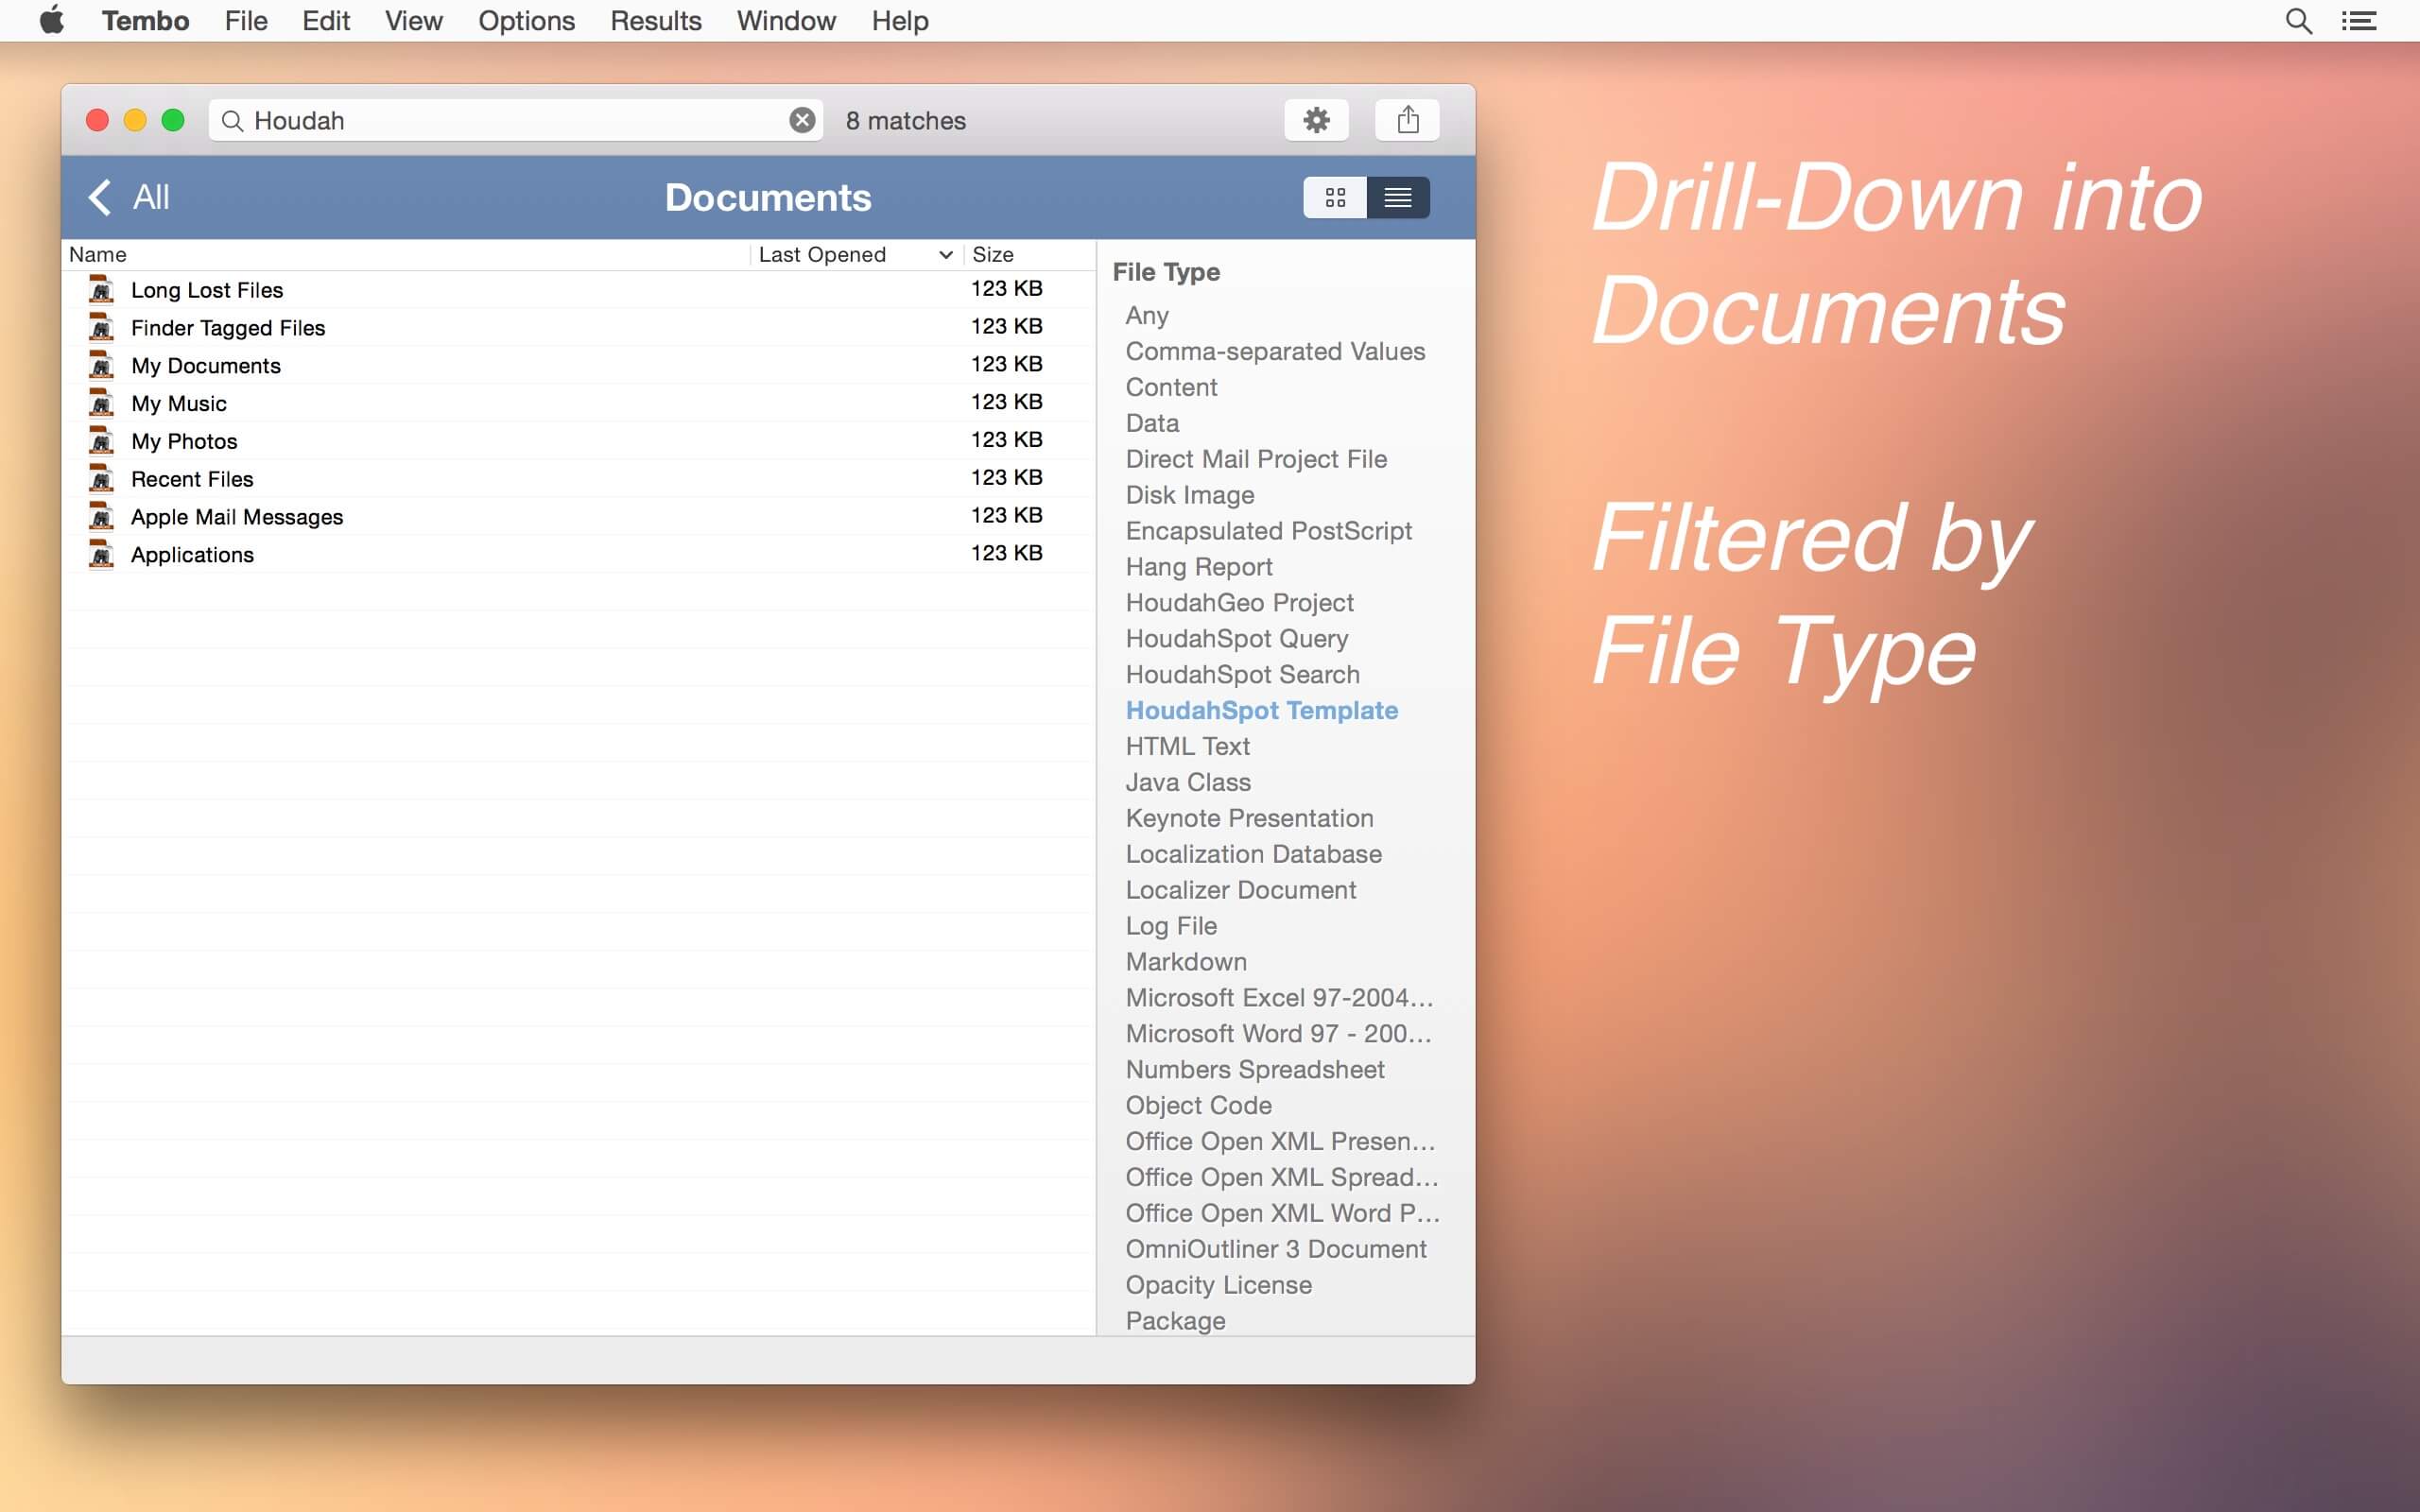 Tembo File Edit View Options Results Window Help
Houdah 8 matches
All Documents
Name Last Opened Size
Long Lost Files 123 KB
Finder Tagged Files 123 KB
My Documents 123 KB
My Music 123 KB
My Photos 123 KB
Recent Files 123 KB
Apple Mail Messages 123 KB
Applications 123 KB
File Type
Any
Comma-separated Values
Content
Data
Direct Mail Project File
Disk Image
Encapsulated PostScript
Hang Report
HoudahGeo Project
HoudahSpot Query
HoudahSpot Search
HoudahSpot Template
HTML Text
Java Class
Keynote Presentation
Localization Database
Localizer Document
Log File
Markdown
Microsoft Excel 97-2004...
Microsoft Word 97 - 200...
Numbers Spreadsheet
Object Code
Office Open XML Presen...
Office Open XML Spread...
Office Open XML Word P...
OmniOutliner 3 Document
Opacity License
Package
Drill-Down into
Documents
Filtered by
File Type